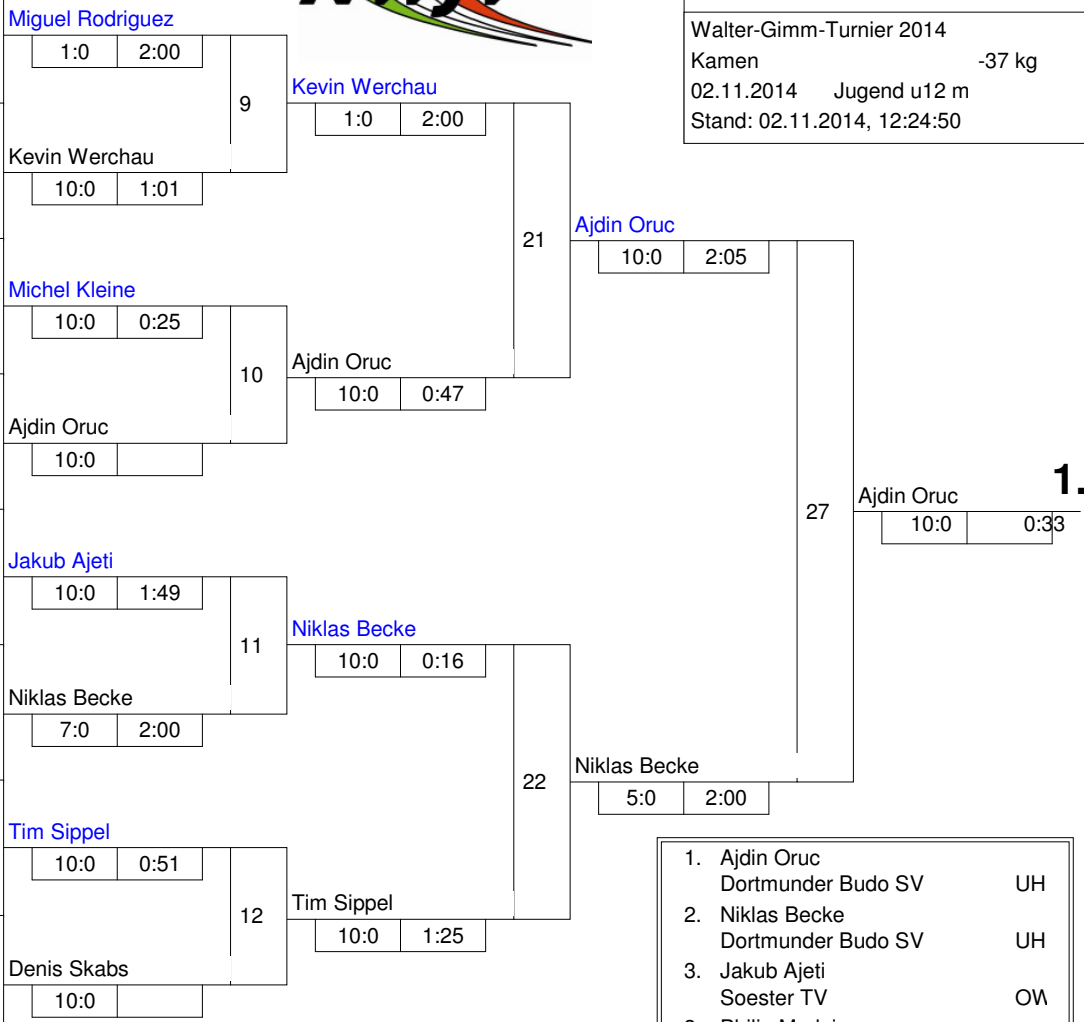 Miguel Rodriguez
1:0 2:00
9
Kevin Werchau
10:0 1:01
Michel Kleine
10:0 0:25
10
Ajdin Oruc
10:0
Jakub Ajeti
10:0 1:49
11
Niklas Becke
7:0 2:00
Tim Sippel
10:0 0:51
12
Denis Skabs
10:0
Kevin Werchau
1:0 2:00
21
Ajdin Oruc
10:0 0:47
Niklas Becke
10:0 0:16
22
Tim Sippel
10:0 1:25
Ajdin Oruc
10:0 2:05
27
Niklas Becke
5:0 2:00
Ajdin Oruc 1.
10:0 0:33
Walter-Gimm-Turnier 2014
Kamen -37 kg
02.11.2014 Jugend u12 m
Stand: 02.11.2014, 12:24:50
1. Ajdin Oruc
Dortmunder Budo SV UH
2. Niklas Becke
Dortmunder Budo SV UH
3. Jakub Ajeti
Soester TV